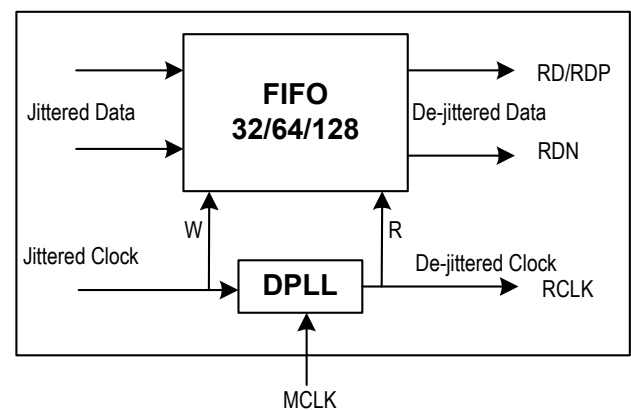 RD/RDP
FIFO
32/64/128
Jittered Data
De-jittered Data
RDN
W
R
Jittered Clock
De-jittered Clock
DPLL
RCLK
MCLK